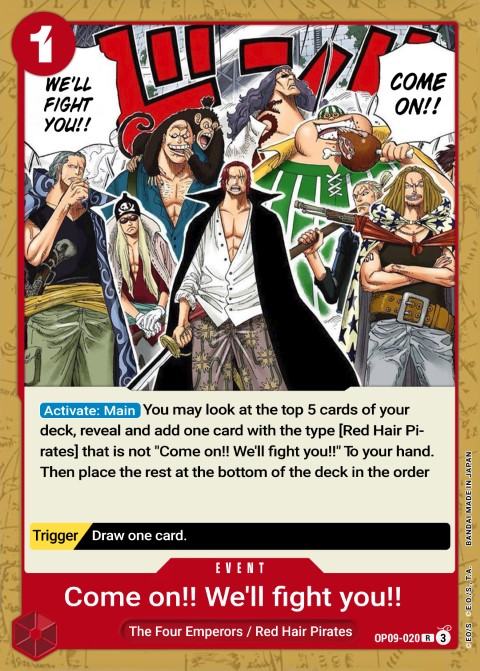 1
WE'LL
FIGHT
YOU!!
COME
ON!!
ドン
Activate: Main You may look at the top 5 cards of your
deck, reveal and add one card with the type [Red Hair Pi-
rates] that is not "Come on!! We'll fight you!!" To your hand.
Then place the rest at the bottom of the deck in the order
Trigger Draw one card.
EVENT
Come on!! We'll fight you!!
The Four Emperors / Red Hair Pirates
OP09-020 R 3
©E.O./S. ©E.O./S., T.A. BANDAI MADE IN JAPAN